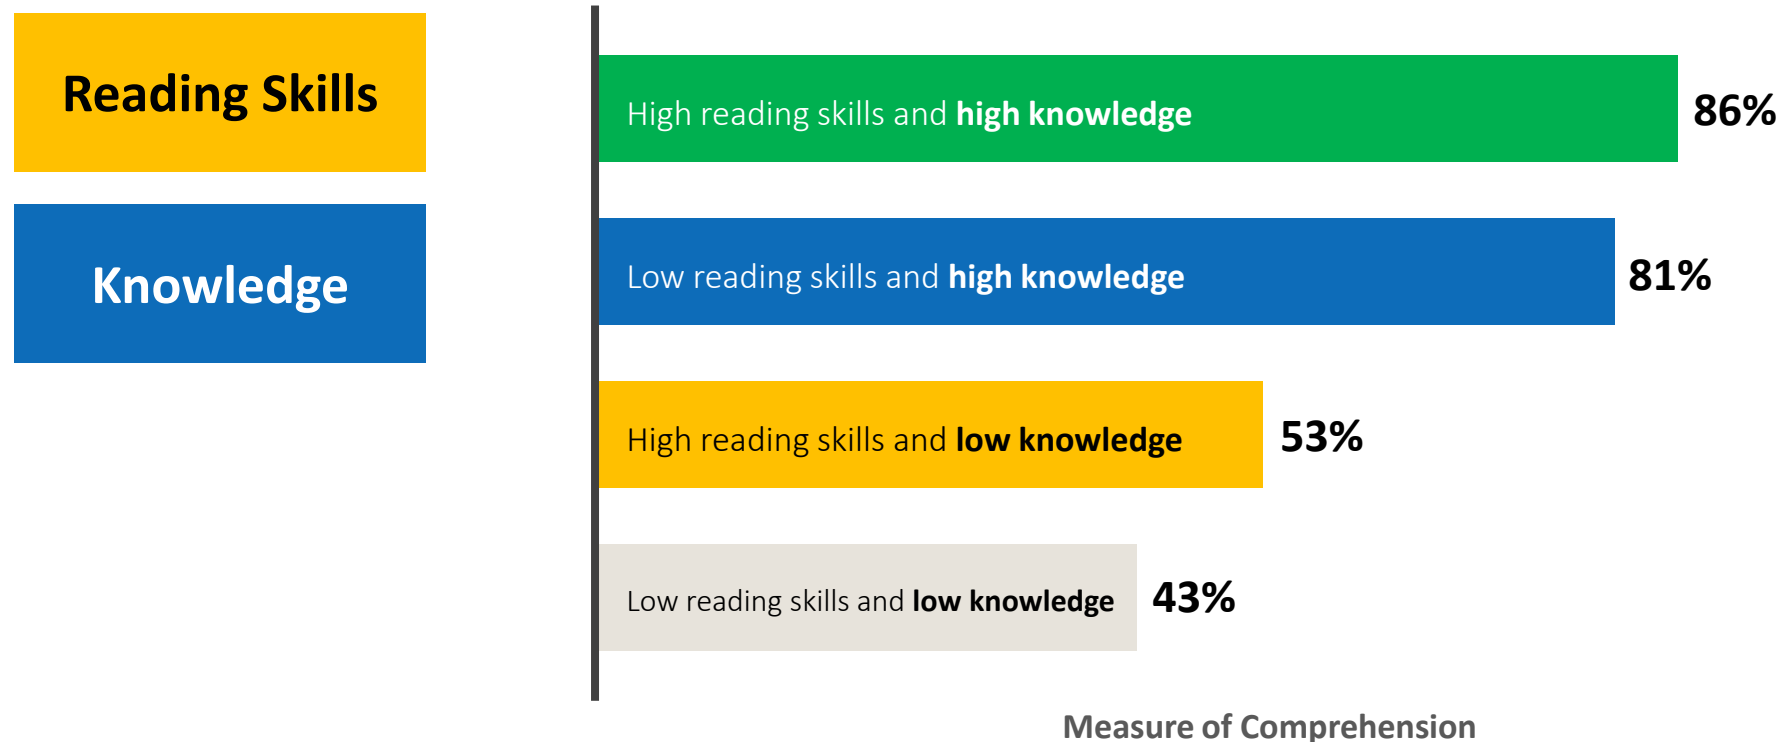 Reading Skills
Knowledge
High reading skills and high knowledge
86%
Low reading skills and high knowledge
81%
High reading skills and low knowledge
53%
Low reading skills and low knowledge
43%
Measure of Comprehension